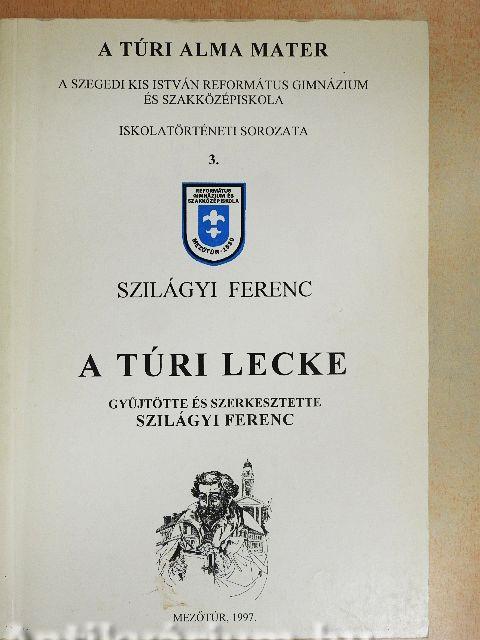 A TÚRI ALMA MATER
A SZEGEDI KIS ISTVÁN REFORMÁTUS GIMNÁZIUM
ÉS SZAKKÖZÉPISKOLA
ISKOLATÖRTÉNETI SOROZATA
3.
REFORMÁTUS
GIMNÁZIUM ÉS
SZAKKÖZÉPISKOLA
MEZŐTÚR-1530
SZILÁGYI FERENC
A TÚRI LECKE
GYŰJTÖTTE ÉS SZERKESZTETTE
SZILÁGYI FERENC
MEZŐTÚR, 1997.